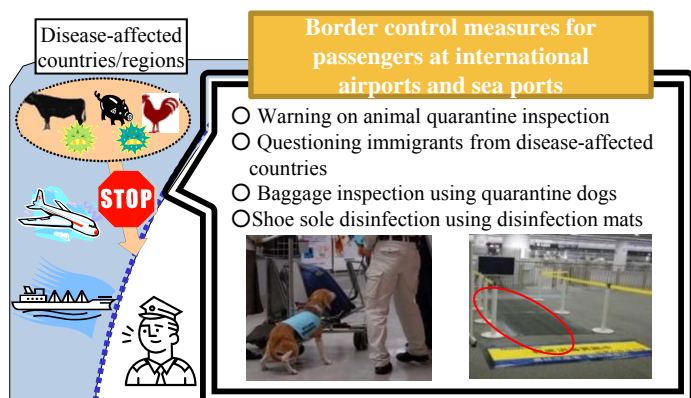 Disease-affected
countries/regions
STOP
Border control measures for
passengers at international
airports and sea ports
○ Warning on animal quarantine inspection
○ Questioning immigrants from disease-affected
countries
○ Baggage inspection using quarantine dogs
○Shoe sole disinfection using disinfection mats